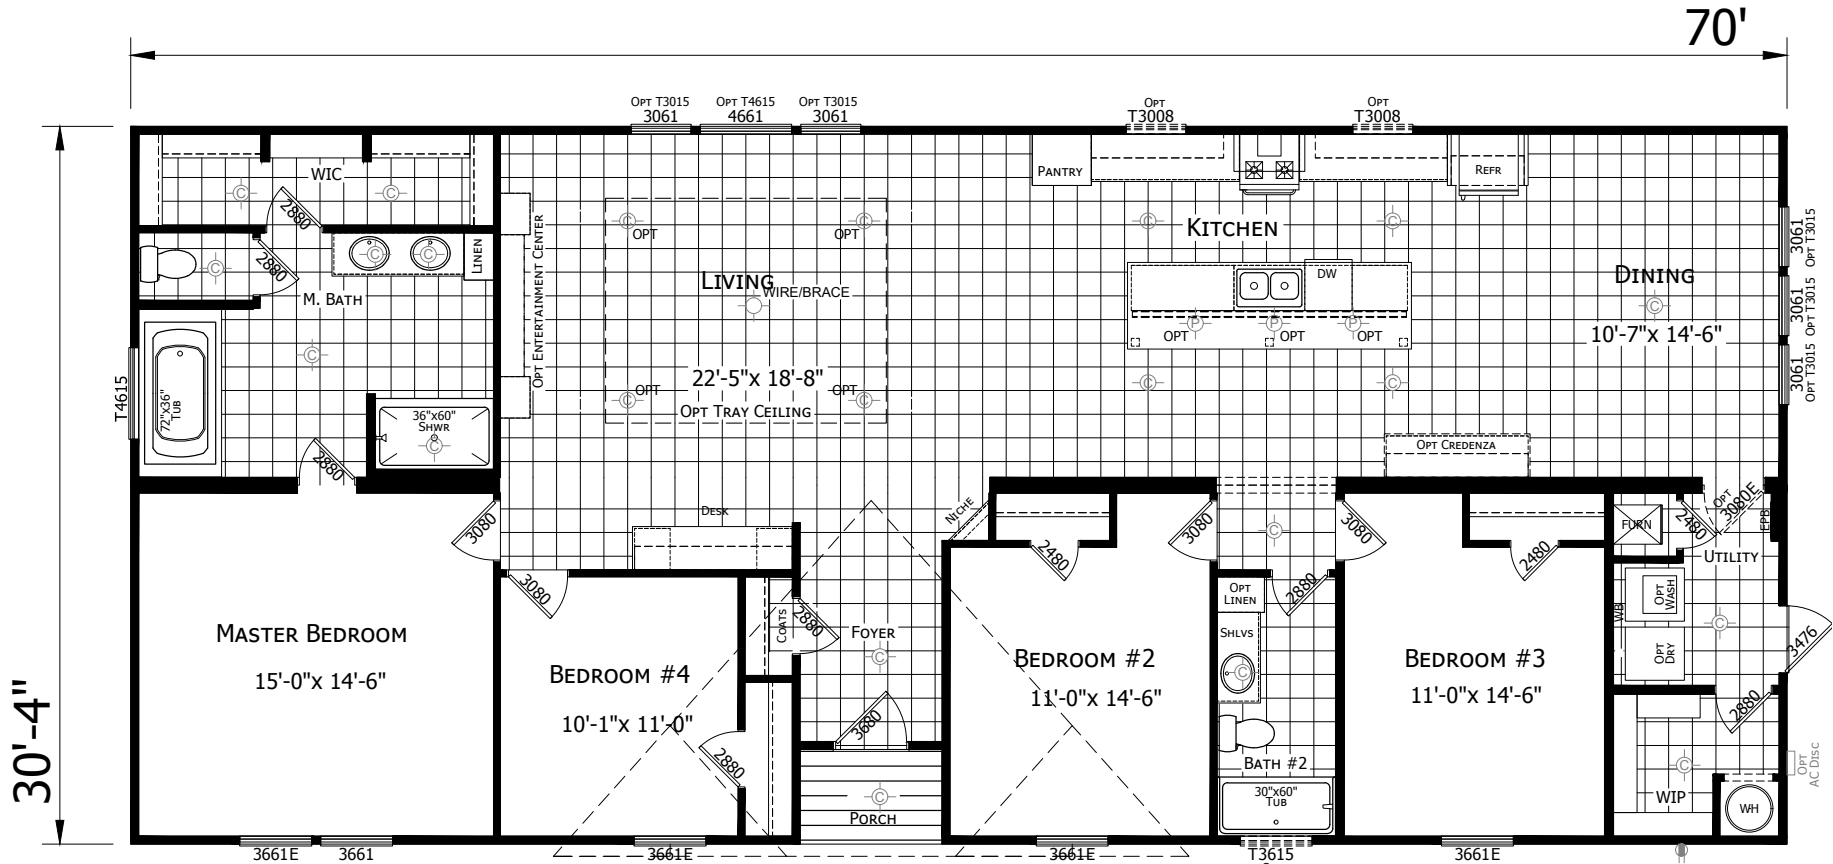 70'
30'-4"
OPT T3015
3061
OPT T4615
4661
OPT T3015
3061
OPT
T3008
OPT
T3008
WIC
C
C
2880
2880
C
C
C
LINEN
M. BATH
C
T4615
72"x36"
TUB
36"x60"
SHWR
C
2880
OPT ENTERTAINMENT CENTER
C
OPT
C
OPT
LIVING
WIRE/BRACE
22'-5"x 18'-8"
C
OPT
C
OPT
OPT TRAY CEILING
PANTRY
REFR
C
C
KITCHEN
DW
P
OPT
P
OPT
P
OPT
C
C
DINING
C
10'-7"x 14'-6"
3061
OPT T3015
3061
OPT T3015
3061
OPT T3015
OPT CREDENZA
3080
DESK
NICHE
3080
2480
3080
C
3080
2480
FURN
2480
OPT
3080E
EPB
UTILITY
MASTER BEDROOM
15'-0"x 14'-6"
BEDROOM #4
10'-1"x 11'-0"
COATS
2880
FOYER
C
2880
3680
C
PORCH
BEDROOM #2
11'-0"x 14'-6"
OPT
LINEN
2880
SHLVS
C
BATH #2
30"x60"
TUB
BEDROOM #3
11'-0"x 14'-6"
WB
OPT
WASH
OPT
DRY
C
3476
2880
C
WIP
WH
OPT
AC DISC
3661E
3661
3661E
3661E
T3615
3661E